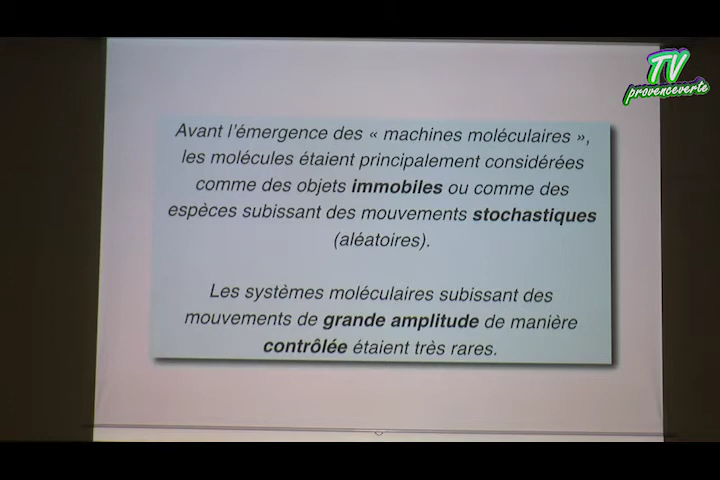 TV
provenceverte
Avant l'émergence des « machines moléculaires »,
les molécules étaient principalement considérées
comme des objets immobiles ou comme des
espèces subissant des mouvements stochastiques
(aléatoires).
Les systèmes moléculaires subissant des
mouvements de grande amplitude de manière
contrôlée étaient très rares.